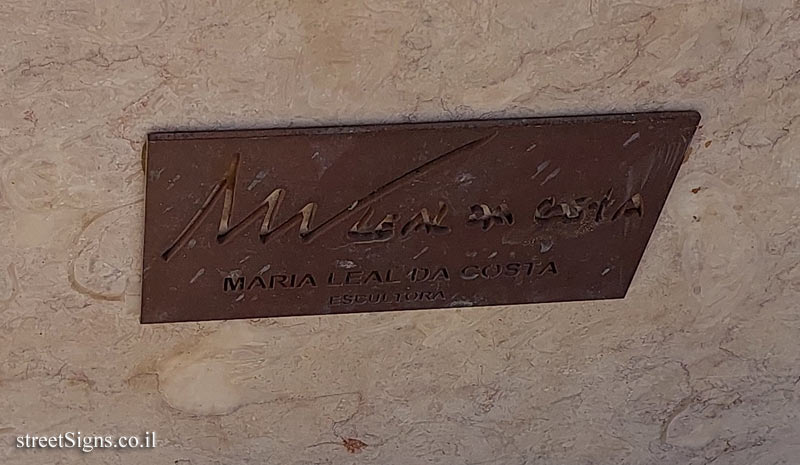 M LEAL DA COSTA
MARIA LEAL DA COSTA
ESCULTORA
streetSigns.co.il